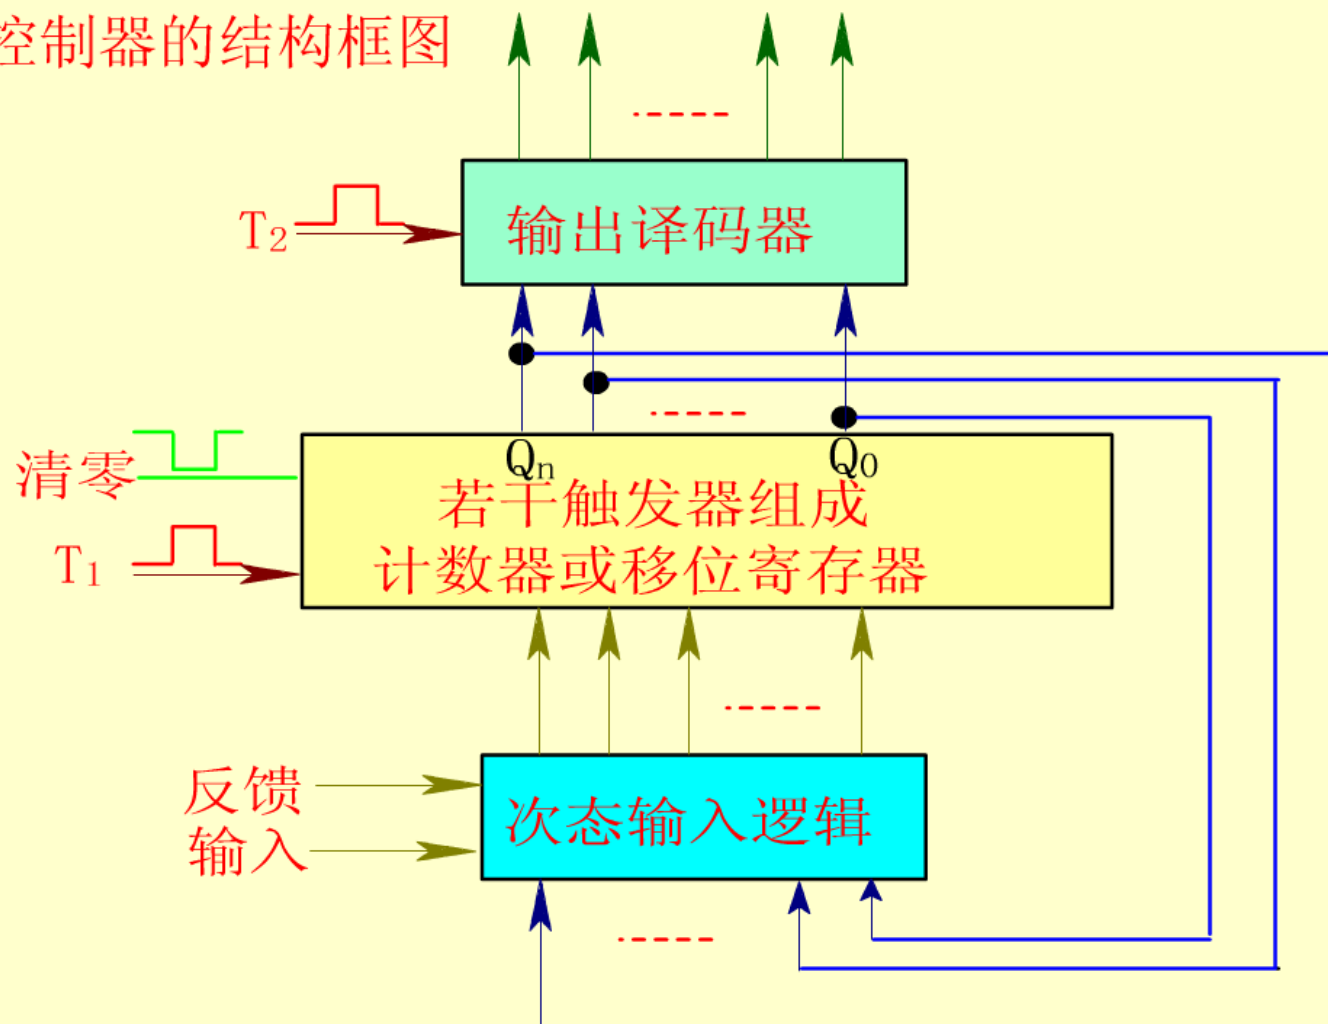 控制器的结构框图
T2
输出译码器
Qn
Q0
清零
若干触发器组成
T1
计数器或移位寄存器
反馈
输入
次态输入逻辑